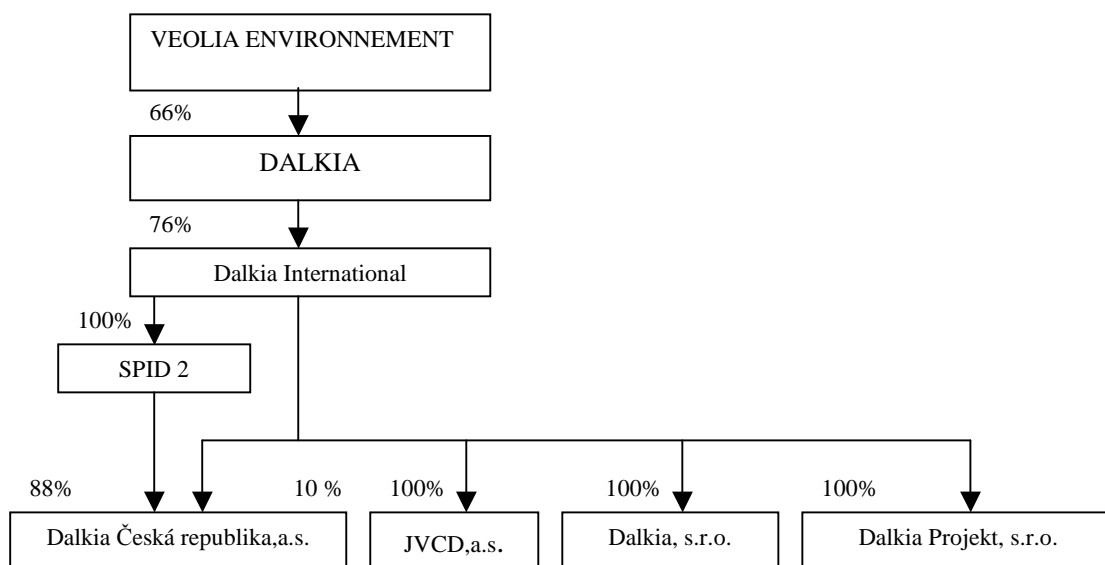 VEOLIA ENVIRONNEMENT
66%
DALKIA
76%
Dalkia International
100%
SPID 2
88%
10 %
100%
100%
100%
Dalkia Česká republika,a.s.
JVCD,a.s.
Dalkia, s.r.o.
Dalkia Projekt, s.r.o.